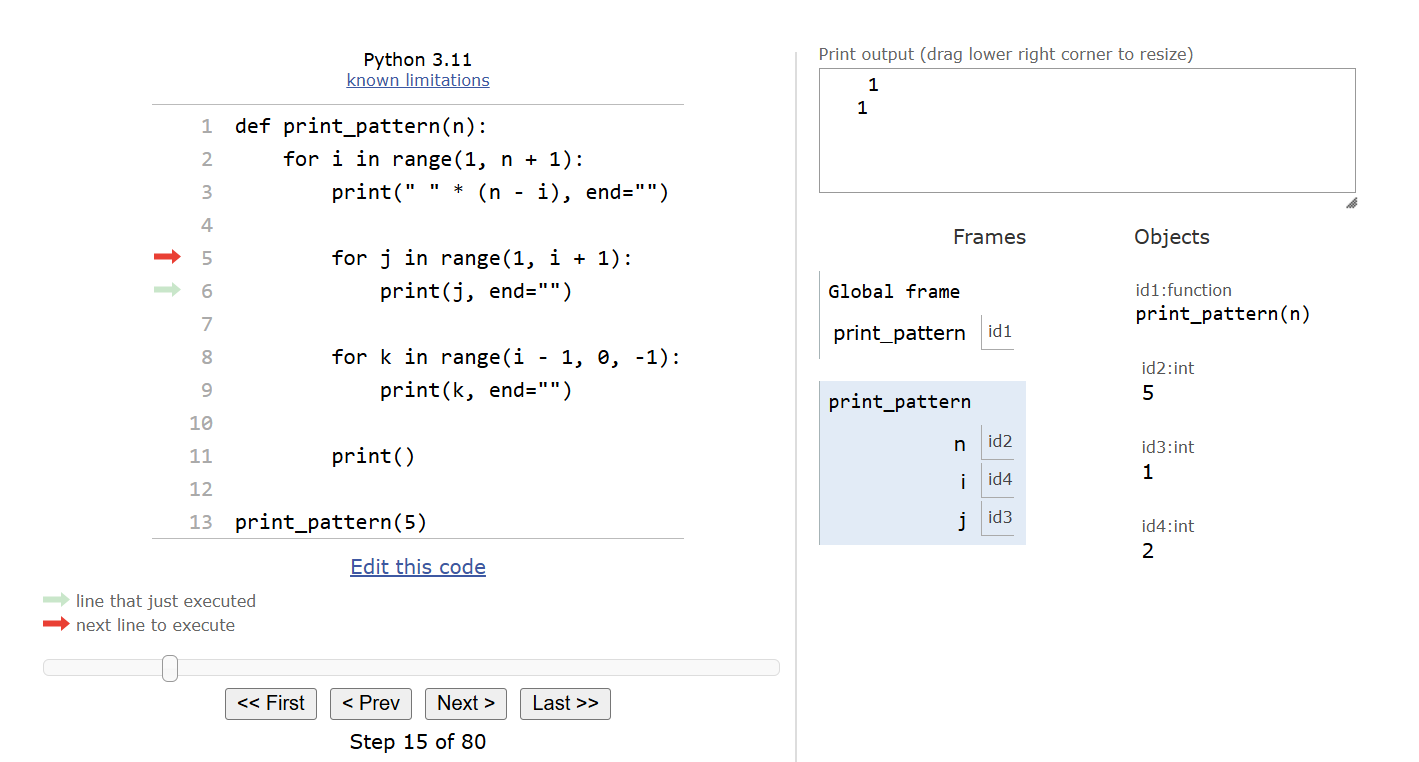 Python 3.11
known limitations
1 def print_pattern(n):
2     for i in range(1, n + 1):
3         print(" " * (n - i), end="")
4
5         for j in range(1, i + 1):
6             print(j, end="")
7
8         for k in range(i - 1, 0, -1):
9             print(k, end="")
10
11         print()
12
13 print_pattern(5)
Edit this code
line that just executed
next line to execute
<< First < Prev Next > Last >>
Step 15 of 80
Print output (drag lower right corner to resize)
    1
   1
Frames Objects
Global frame
print_pattern id1
print_pattern
n id2
i id4
j id3
id1:function
print_pattern(n)
id2:int
5
id3:int
1
id4:int
2